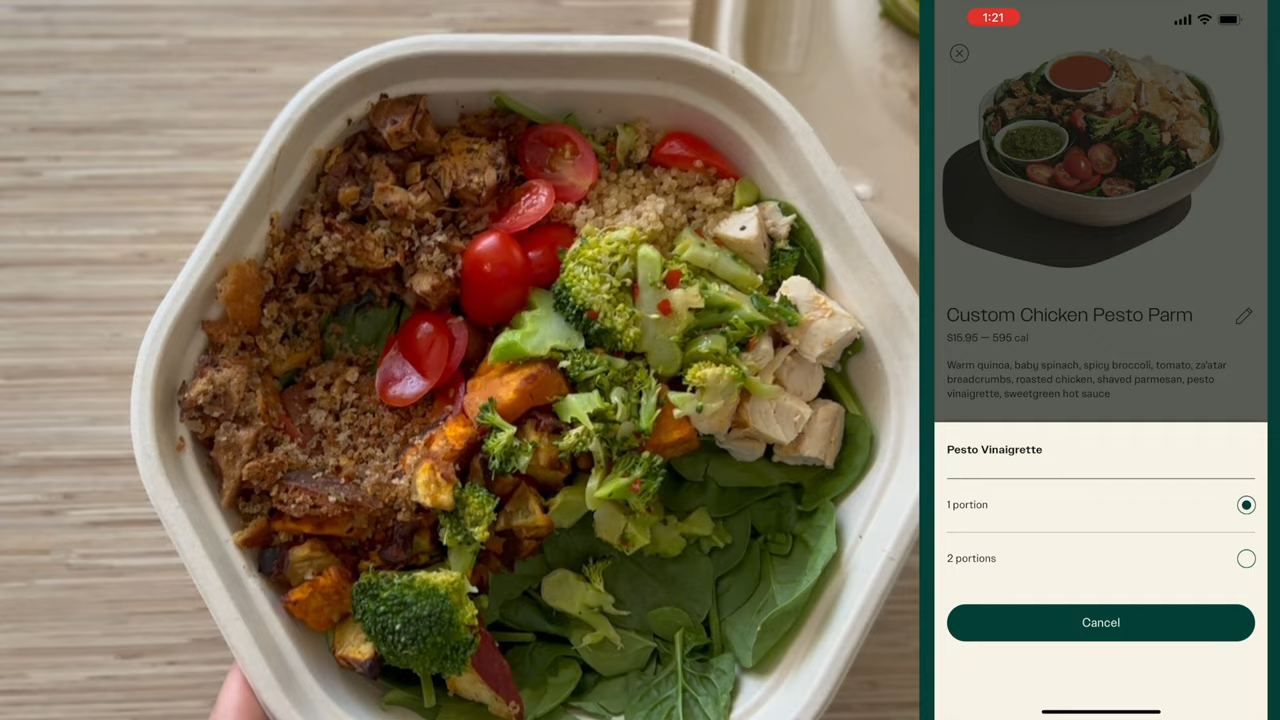 1:21
Custom Chicken Pesto Parm
$15.95 — 595 cal
Warm quinoa, baby spinach, spicy broccoli, tomato, za'atar
breadcrumbs, roasted chicken, shaved parmesan, pesto
vinaigrette, sweetgreen hot sauce
Pesto Vinaigrette
1 portion
2 portions
Cancel